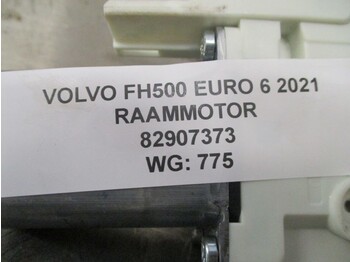 VOLVO FH500 EURO 6 2021
RAAMMOTOR
82907373
WG: 775